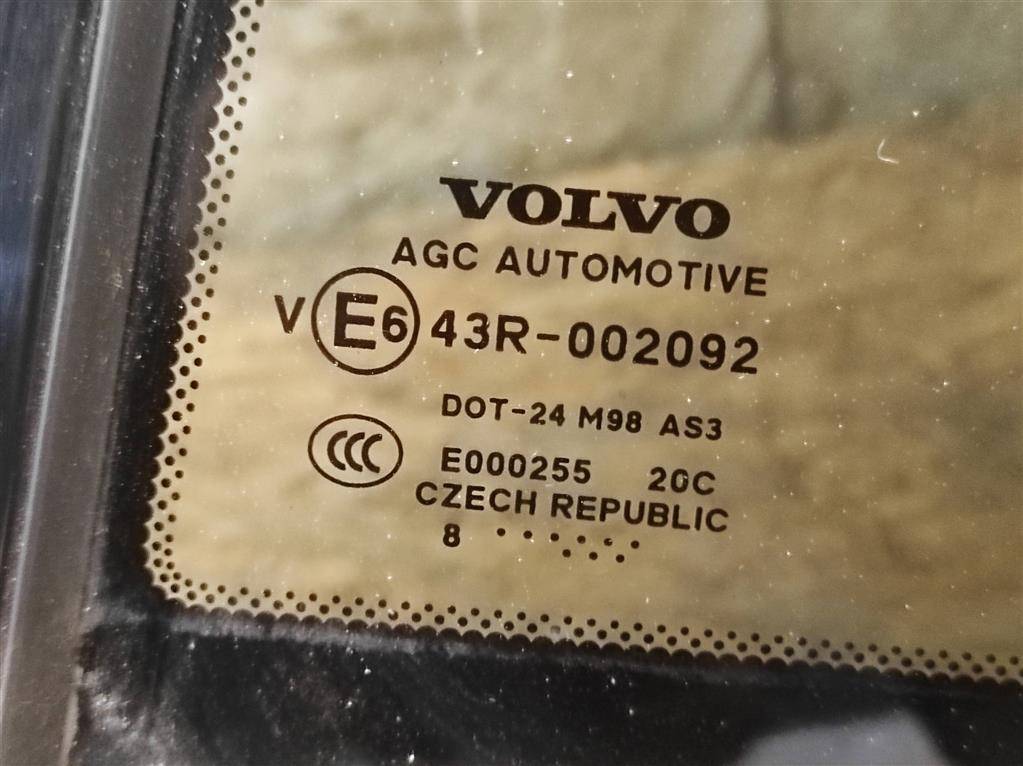 VOLVO
AGC AUTOMOTIVE
V E6 43R-002092
DOT-24 M98 AS3
CCC E000255 20C
CZECH REPUBLIC
8